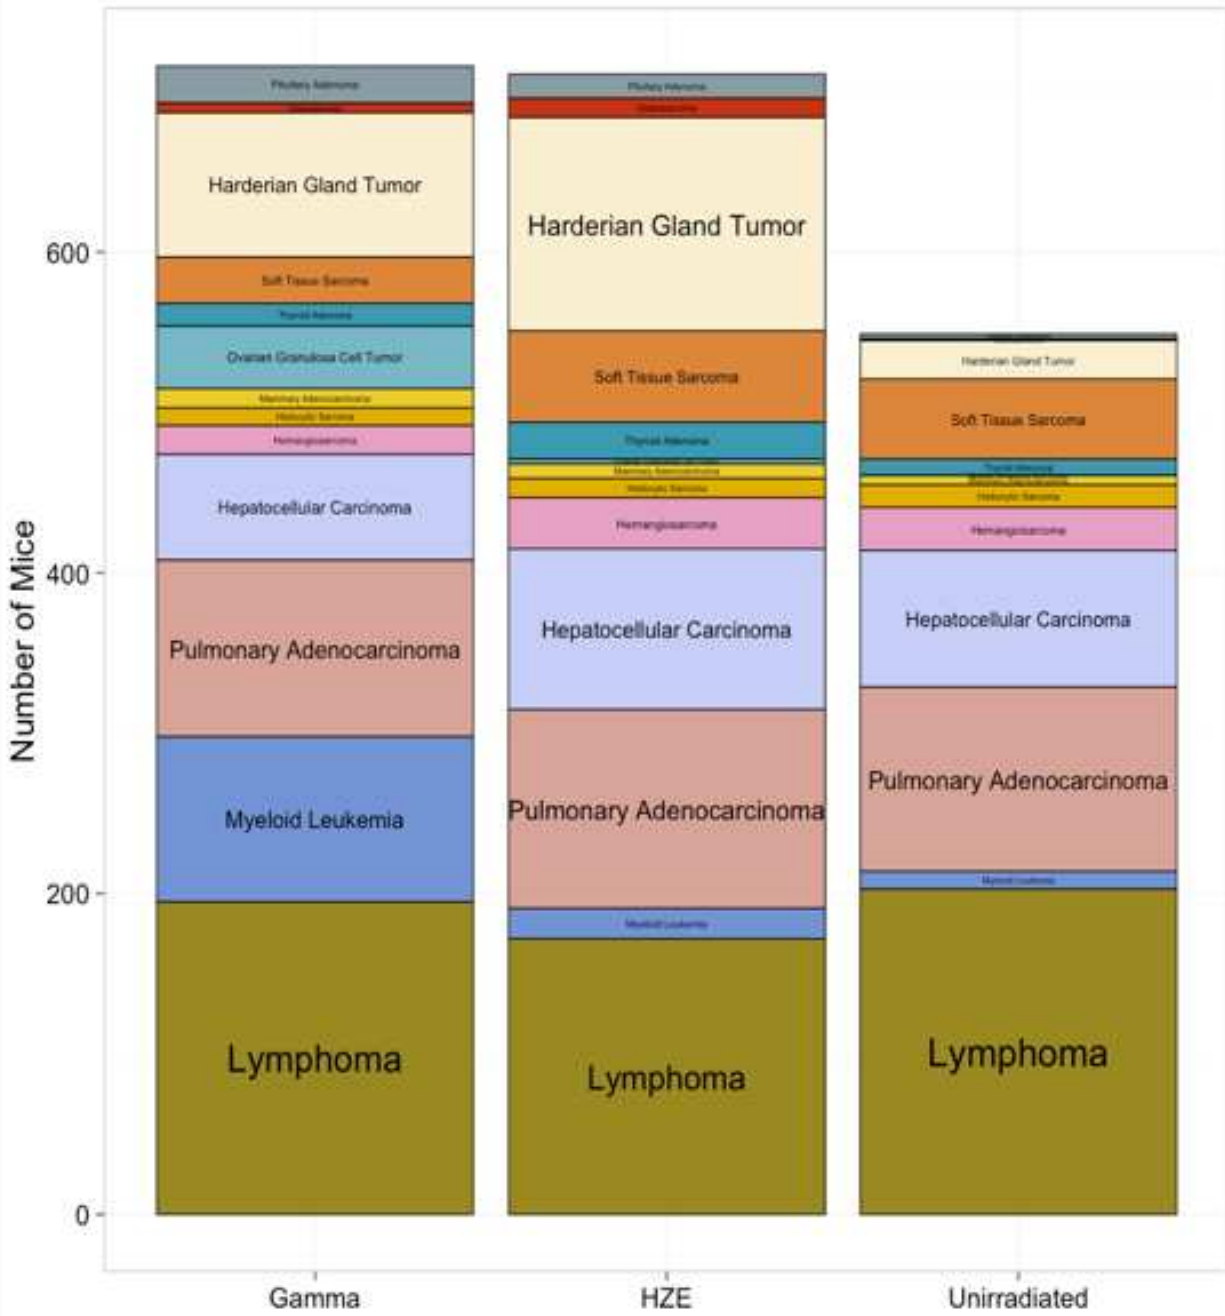 Pituitary Adenoma
Harderian Gland Tumor
Soft Tissue Sarcoma
Thyroid Adenoma
Ovarian Granulosa Cell Tumor
Mammary Adenocarcinoma
Histiocytic Sarcoma
Hemangiosarcoma
Hepatocellular Carcinoma
Pulmonary Adenocarcinoma
Myeloid Leukemia
Lymphoma
Pituitary Adenoma
Osteosarcoma
Harderian Gland Tumor
Soft Tissue Sarcoma
Thyroid Adenoma
Mammary Adenocarcinoma
Histiocytic Sarcoma
Hemangiosarcoma
Hepatocellular Carcinoma
Pulmonary Adenocarcinoma
Myeloid Leukemia
Lymphoma
Harderian Gland Tumor
Soft Tissue Sarcoma
Thyroid Adenoma
Mammary Adenocarcinoma
Histiocytic Sarcoma
Hemangiosarcoma
Hepatocellular Carcinoma
Pulmonary Adenocarcinoma
Myeloid Leukemia
Lymphoma
Number of Mice
600
400
200
0
Gamma
HZE
Unirradiated